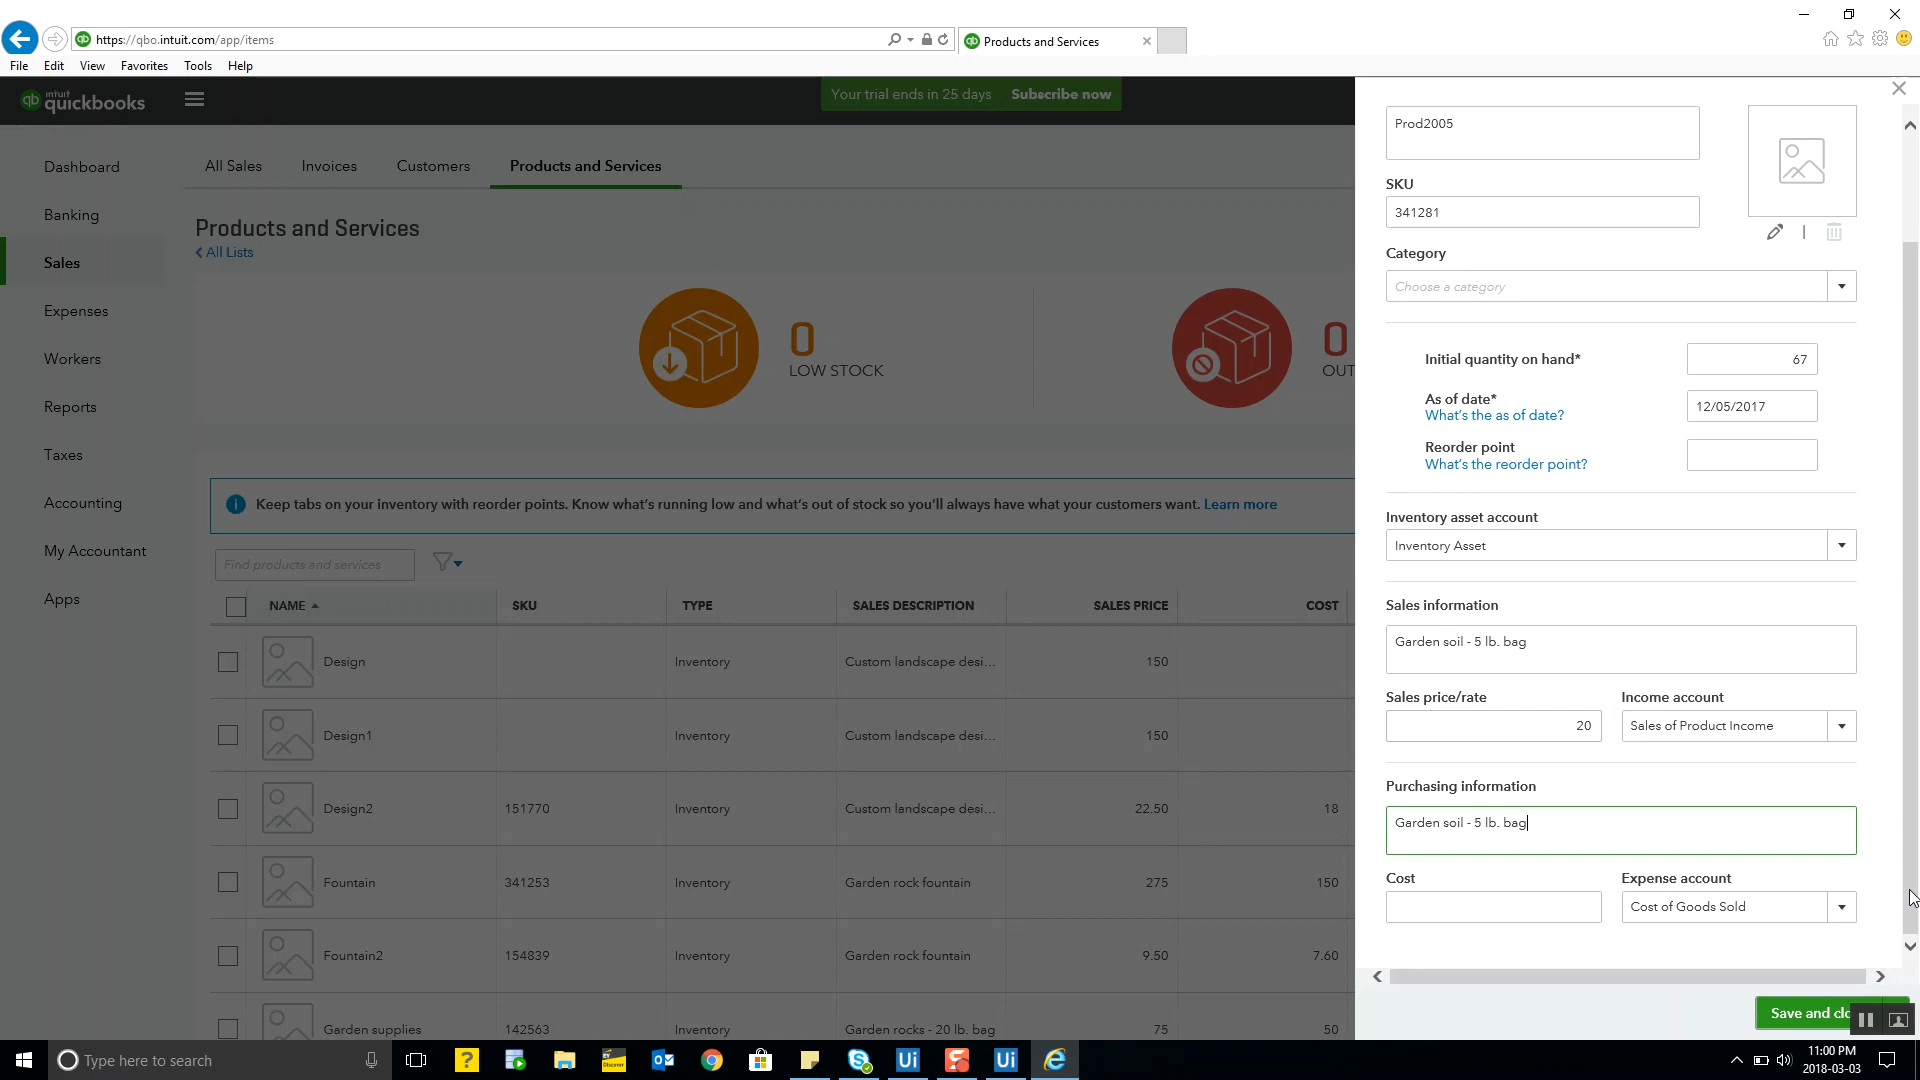 https://qbo.intuit.com/app/items
Products and Services
File Edit View Favorites Tools Help
intuit
quickbooks
Your trial ends in 25 days Subscribe now
Dashboard
Banking
Sales
Expenses
Workers
Reports
Taxes
Accounting
My Accountant
Apps
All Sales Invoices Customers Products and Services
Products and Services
All Lists
0
LOW STOCK
0
OUT
Keep tabs on your inventory with reorder points. Know what's running low and what's out of stock so you'll always have what your customers want. Learn more
Find products and services
NAME SKU TYPE SALES DESCRIPTION SALES PRICE COST
Design Inventory Custom landscape desi... 150
Design1 Inventory Custom landscape desi... 150
Design2 151770 Inventory Custom landscape desi... 22.50 18
Fountain 341253 Inventory Garden rock fountain 275 150
Fountain2 154839 Inventory Garden rock fountain 9.50 7.60
Garden supplies 142563 Inventory Garden rocks - 20 lb. bag 75 50
Prod2005
SKU
341281
Category
Choose a category
Initial quantity on hand* 67
As of date* 12/05/2017
What's the as of date?
Reorder point
What's the reorder point?
Inventory asset account
Inventory Asset
Sales information
Garden soil - 5 lb. bag
Sales price/rate Income account
20 Sales of Product Income
Purchasing information
Garden soil - 5 lb. bag
Cost Expense account
Cost of Goods Sold
Save and clo
Type here to search
EY
Discover
Ui
Ui
11:00 PM
2018-03-03